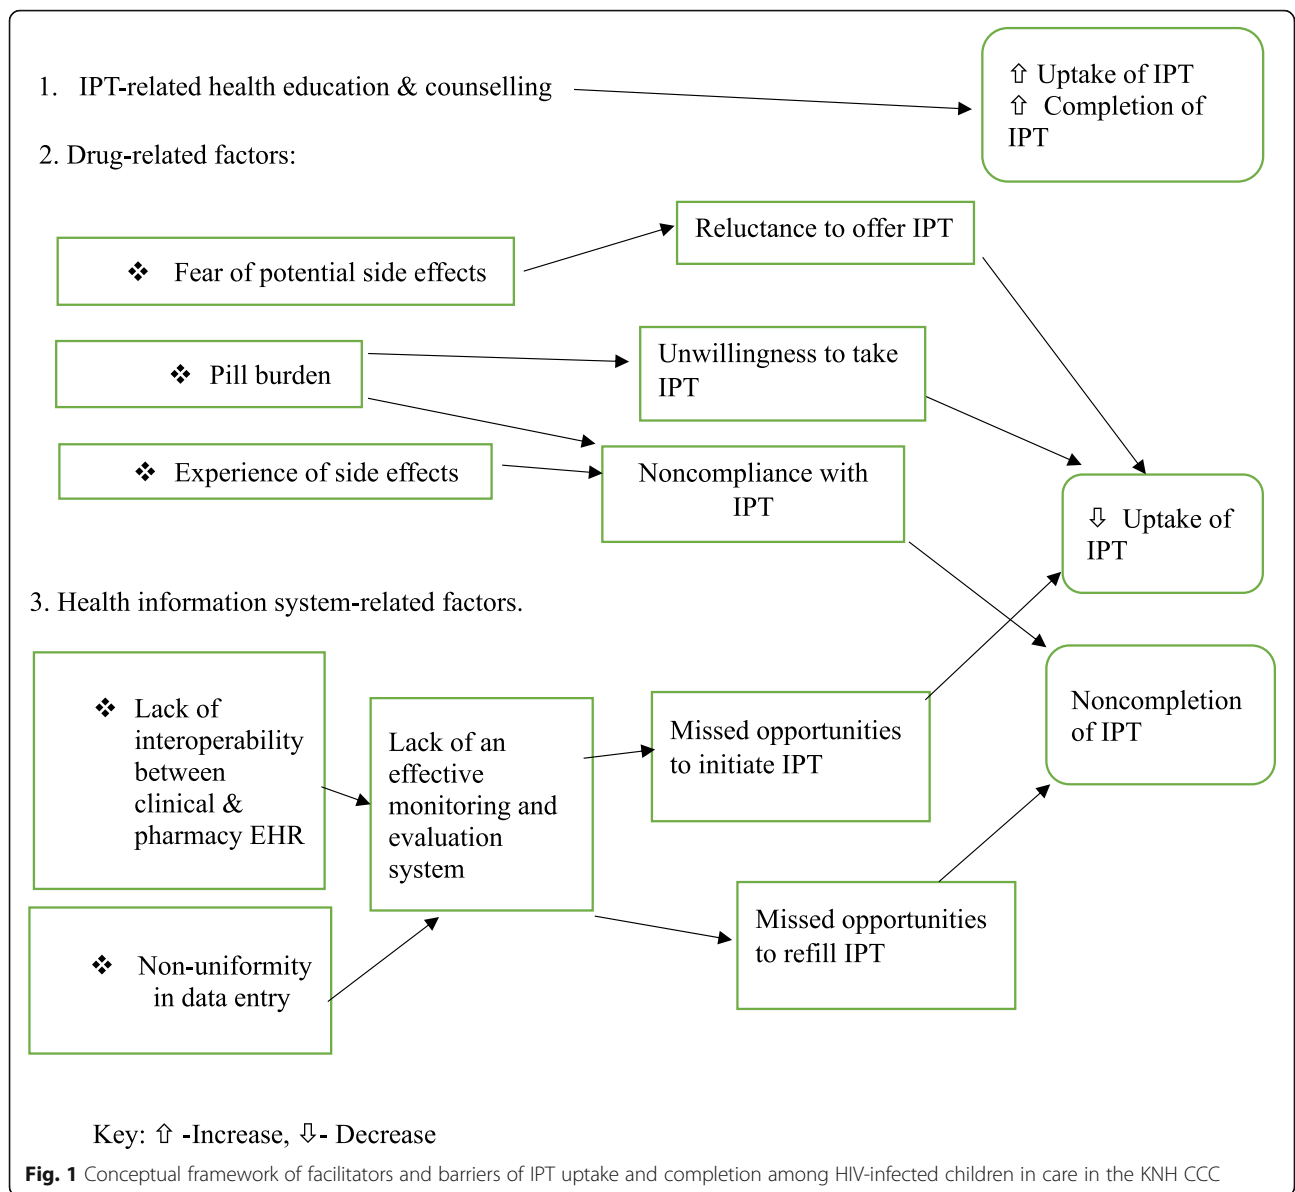 1. IPT-related health education & counselling
⇧ Uptake of IPT
⇧ Completion of
IPT
2. Drug-related factors:
❖ Fear of potential side effects
Reluctance to offer IPT
❖ Pill burden
Unwillingness to take
IPT
❖ Experience of side effects
Noncompliance with
IPT
⇩ Uptake of
IPT
3. Health information system-related factors.
❖ Lack of
interoperability
between
clinical &
pharmacy EHR
Lack of an
effective
monitoring and
evaluation
system
Missed opportunities
to initiate IPT
Noncompletion
of IPT
❖ Non-uniformity
in data entry
Missed opportunities
to refill IPT
Key: ⇧ -Increase, ⇩- Decrease
Fig. 1 Conceptual framework of facilitators and barriers of IPT uptake and completion among HIV-infected children in care in the KNH CCC